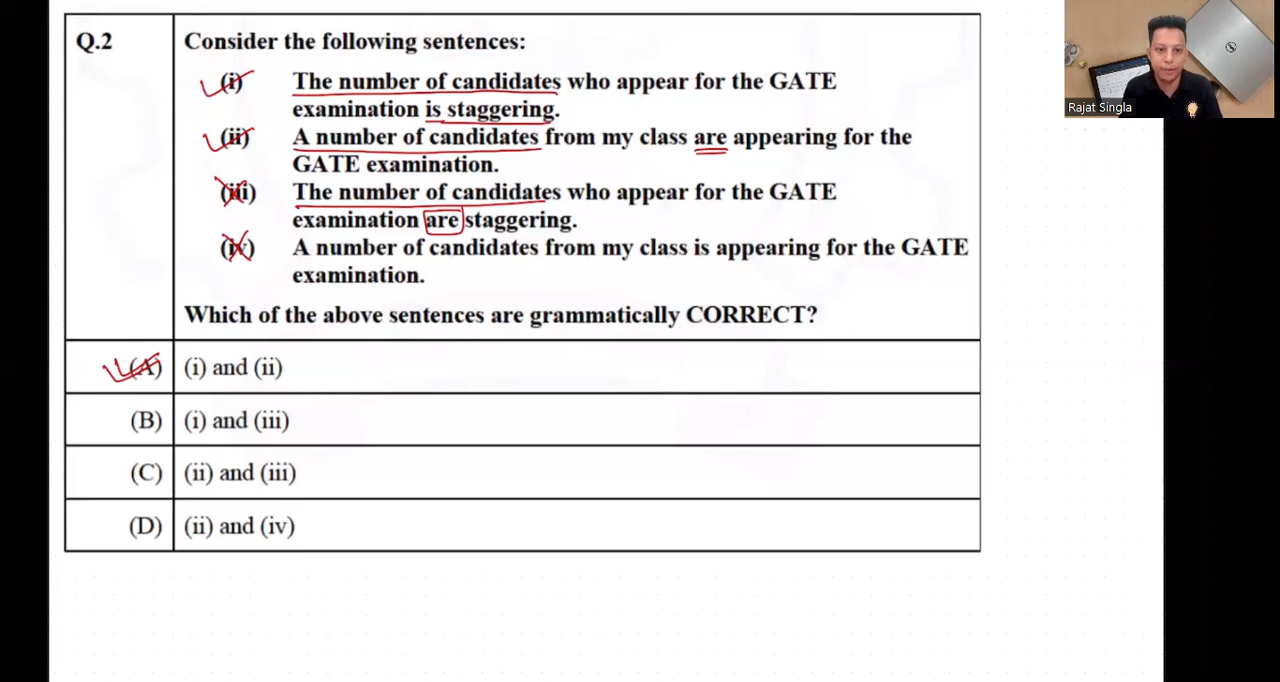 Q.2 Consider the following sentences:
(i) The number of candidates who appear for the GATE
examination is staggering.
(ii) A number of candidates from my class are appearing for the
GATE examination.
(iii) The number of candidates who appear for the GATE
examination are staggering.
(iv) A number of candidates from my class is appearing for the GATE
examination.
Which of the above sentences are grammatically CORRECT?
(A) (i) and (ii)
(B) (i) and (iii)
(C) (ii) and (iii)
(D) (ii) and (iv)
Rajat Singla